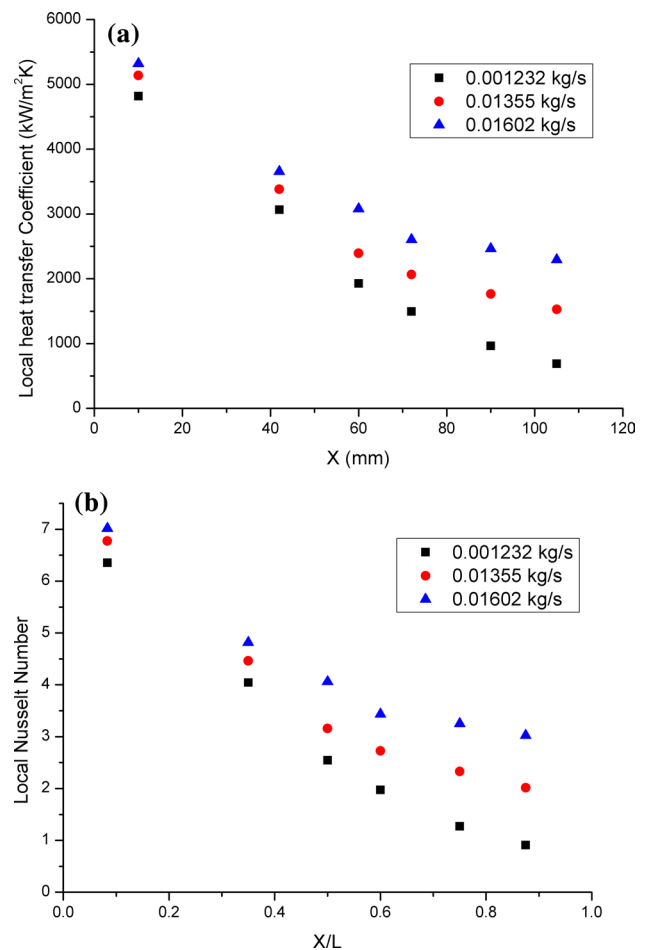 (a)
6000
5000
4000
3000
2000
1000
0
Local heat transfer Coefficient (kW/m²K)
0.001232 kg/s
0.01355 kg/s
0.01602 kg/s
0 20 40 60 80 100 120
X (mm)
(b)
7
6
5
4
3
2
1
0
Local Nusselt Number
0.001232 kg/s
0.01355 kg/s
0.01602 kg/s
0.0 0.2 0.4 0.6 0.8 1.0
X/L